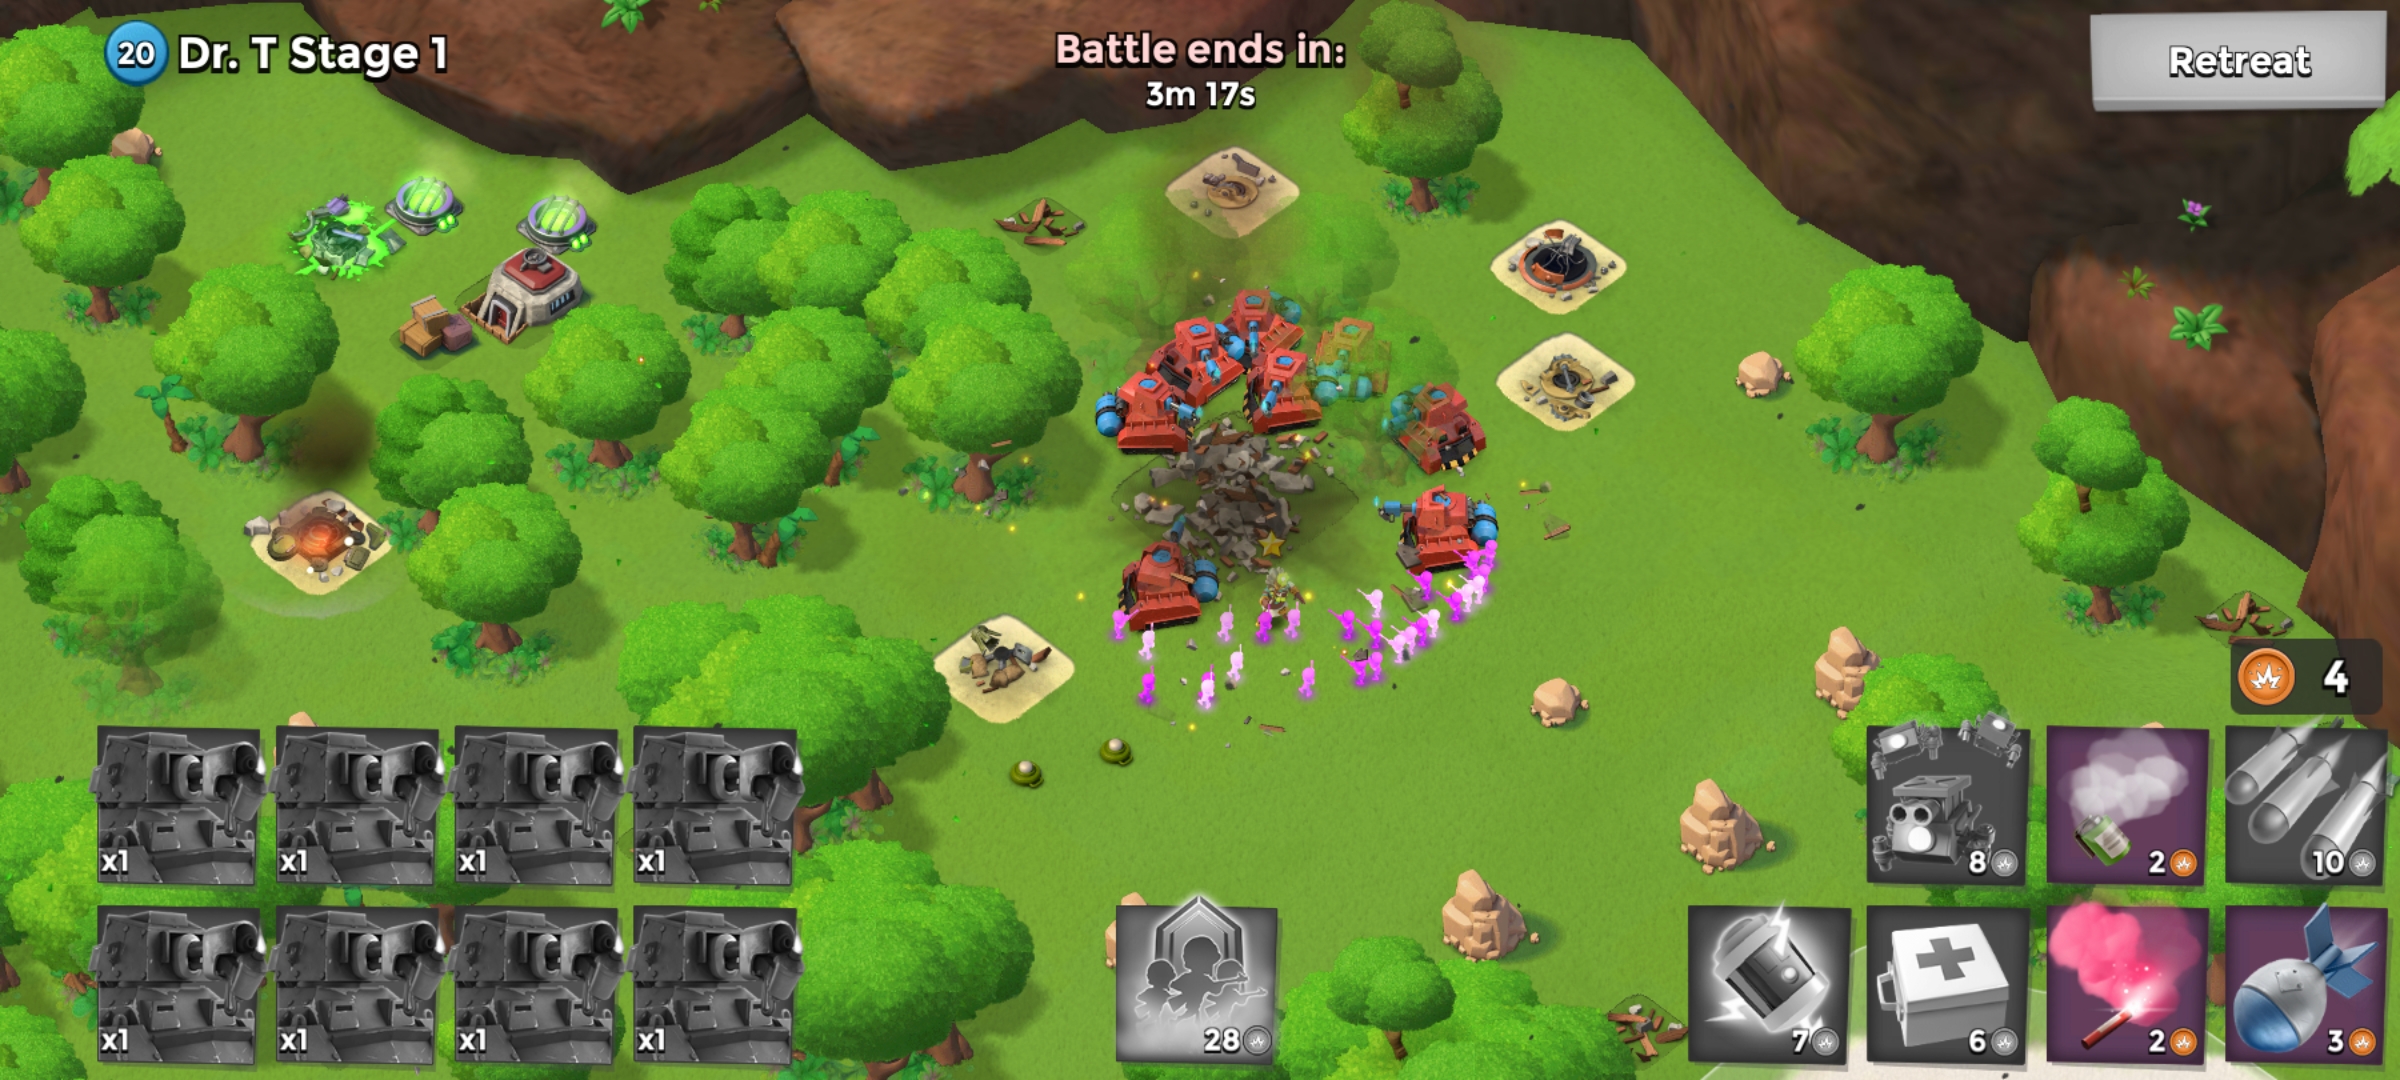 20 Dr. T Stage 1
Battle ends in:
3m 17s
Retreat
4
x1 x1 x1 x1
8 2 10
x1 x1 x1 x1
28 7 6 2 3